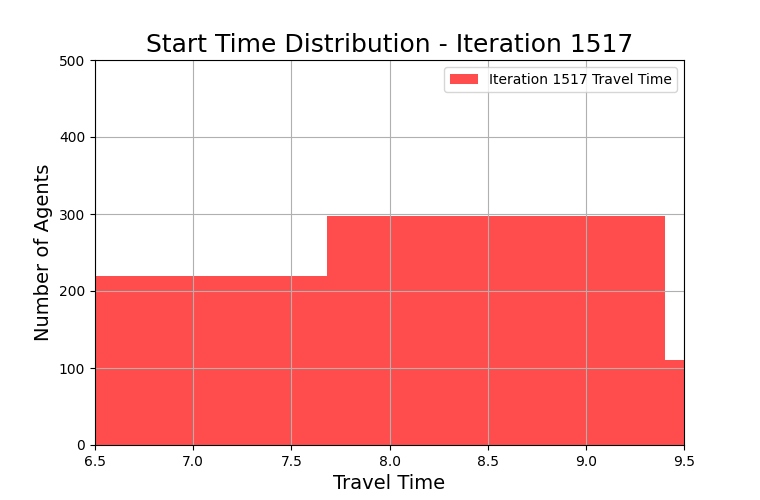 Start Time Distribution - Iteration 1517
500
Iteration 1517 Travel Time
400
300
200
100
0
Number of Agents
6.5 7.0 7.5 8.0 8.5 9.0 9.5
Travel Time